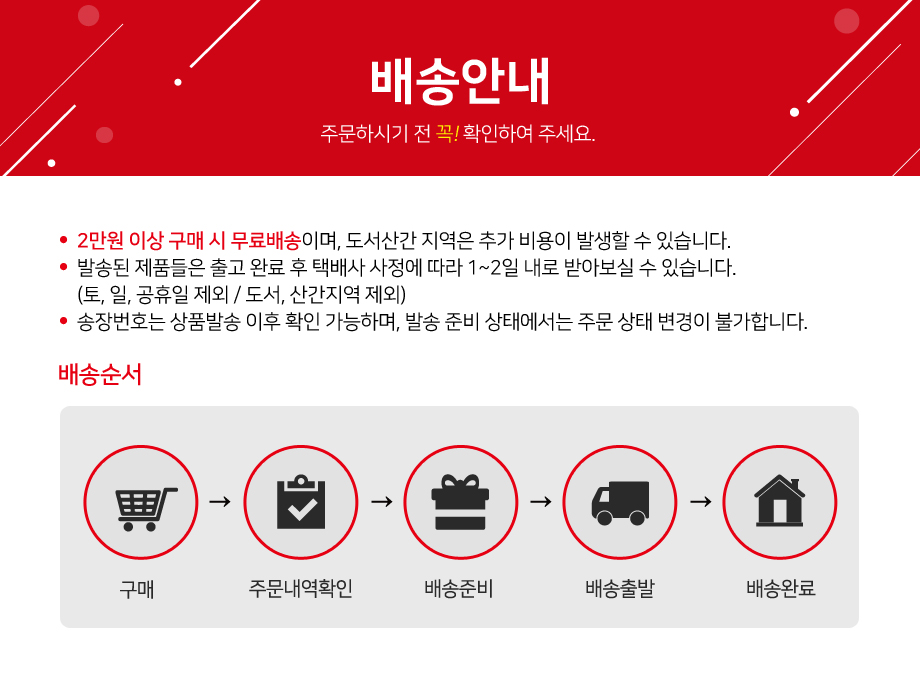 배송안내
주문하시기 전 꼭! 확인하여 주세요.
• 2만원 이상 구매 시 무료배송이며, 도서산간 지역은 추가 비용이 발생할 수 있습니다.
• 발송된 제품들은 출고 완료 후 택배사 사정에 따라 1~2일 내로 받아보실 수 있습니다.
(토, 일, 공휴일 제외 / 도서, 산간지역 제외)
• 송장번호는 상품발송 이후 확인 가능하며, 발송 준비 상태에서는 주문 상태 변경이 불가합니다.
배송순서
구매 → 주문내역확인 → 배송준비 → 배송출발 → 배송완료